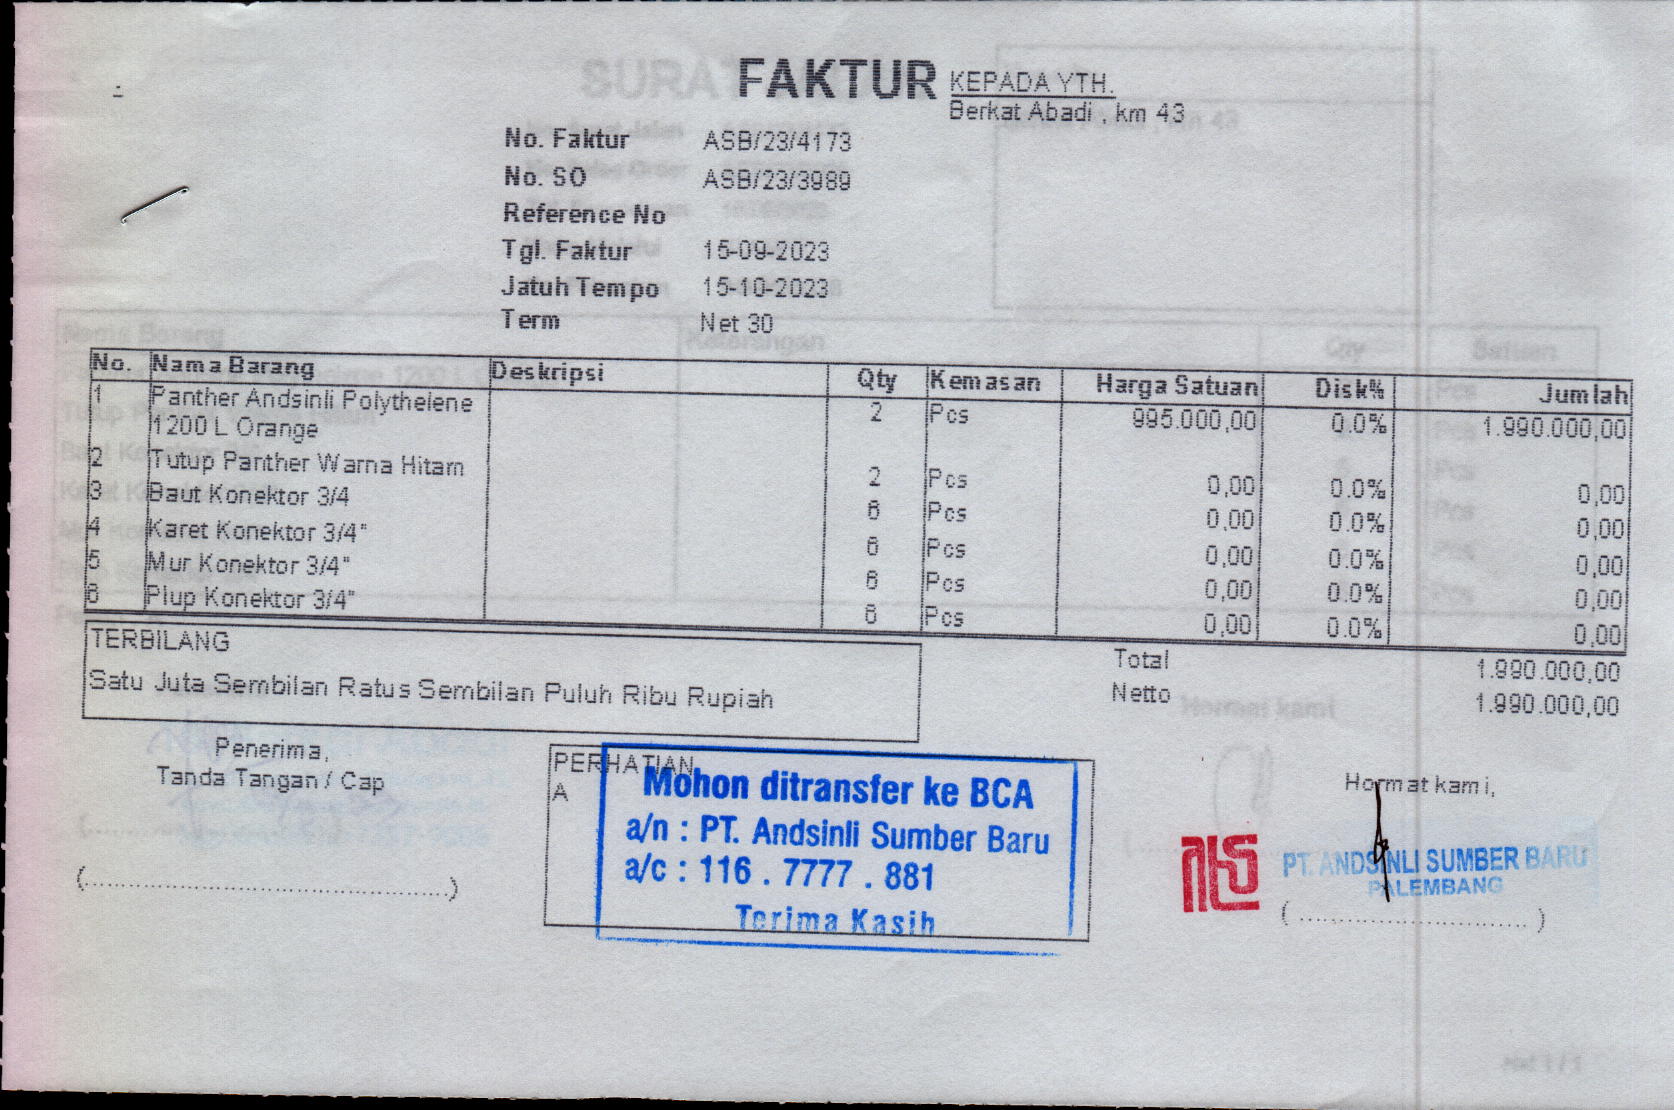 FAKTUR
KEPADA YTH.
Berkat Abadi , km 43
No. Faktur ASB/23/4173
No. SO ASB/23/3989
Reference No
Tgl. Faktur 15-09-2023
Jatuh Tempo 15-10-2023
Term Net 30
No. Nama Barang Deskripsi Qty Kemasan Harga Satuan Disk% Jumlah
1 Panther Andsinli Polythelene 2 Pcs 995.000,00 0.0% 1.990.000,00
1200 L Orange
2 Tutup Panther Warna Hitam 2 Pcs 0,00 0.0% 0,00
3 Baut Konektor 3/4 6 Pcs 0,00 0.0% 0,00
4 Karet Konektor 3/4" 6 Pcs 0,00 0.0% 0,00
5 Mur Konektor 3/4" 6 Pcs 0,00 0.0% 0,00
6 Plup Konektor 3/4" 6 Pcs 0,00 0.0% 0,00
TERBILANG
Satu Juta Sembilan Ratus Sembilan Puluh Ribu Rupiah
Total 1.990.000,00
Netto 1.990.000,00
Penerima,
Tanda Tangan / Cap
(..................................................)
PERHATIAN
A
Mohon ditransfer ke BCA
a/n : PT. Andsinli Sumber Baru
a/c : 116 . 7777 . 881
Terima Kasih
Hormat kami,
PT. ANDSINLI SUMBER BARU
PALEMBANG
( ................................ )